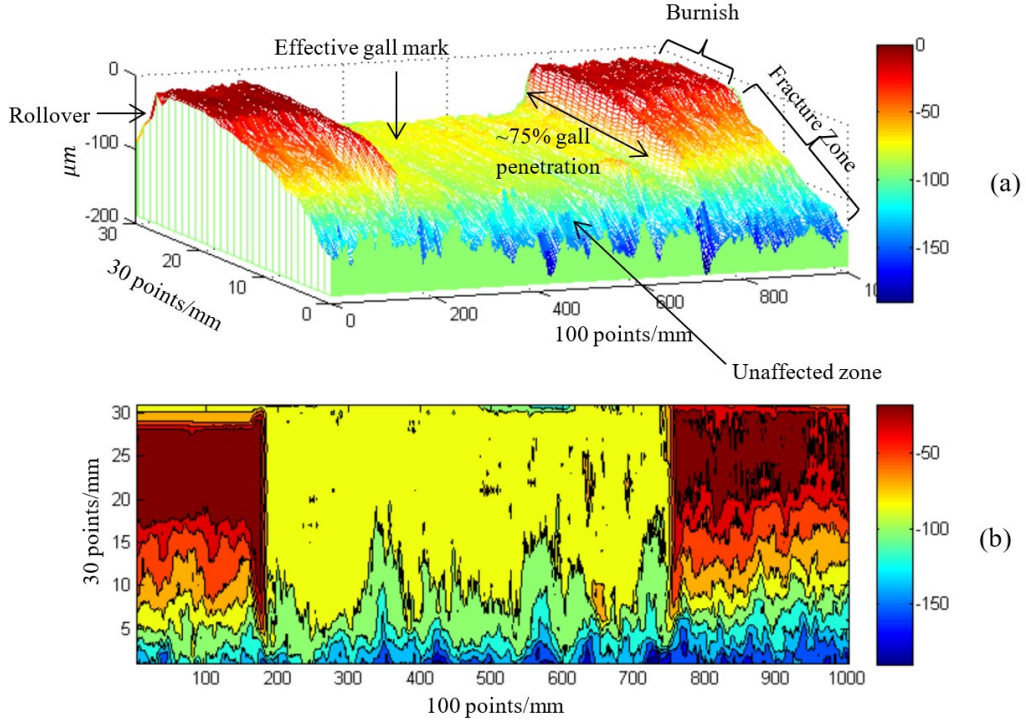 Burnish
Effective gall mark
Fracture Zone
Rollover
~75% gall
penetration
0
-100
-200
µm
30
20
10
0
30 points/mm
0
200
400
600
800
10
100 points/mm
Unaffected zone
0
-50
-100
-150
(a)
30
25
20
15
10
5
30 points/mm
100
200
300
400
500
600
700
800
900
1000
100 points/mm
-50
-100
-150
(b)